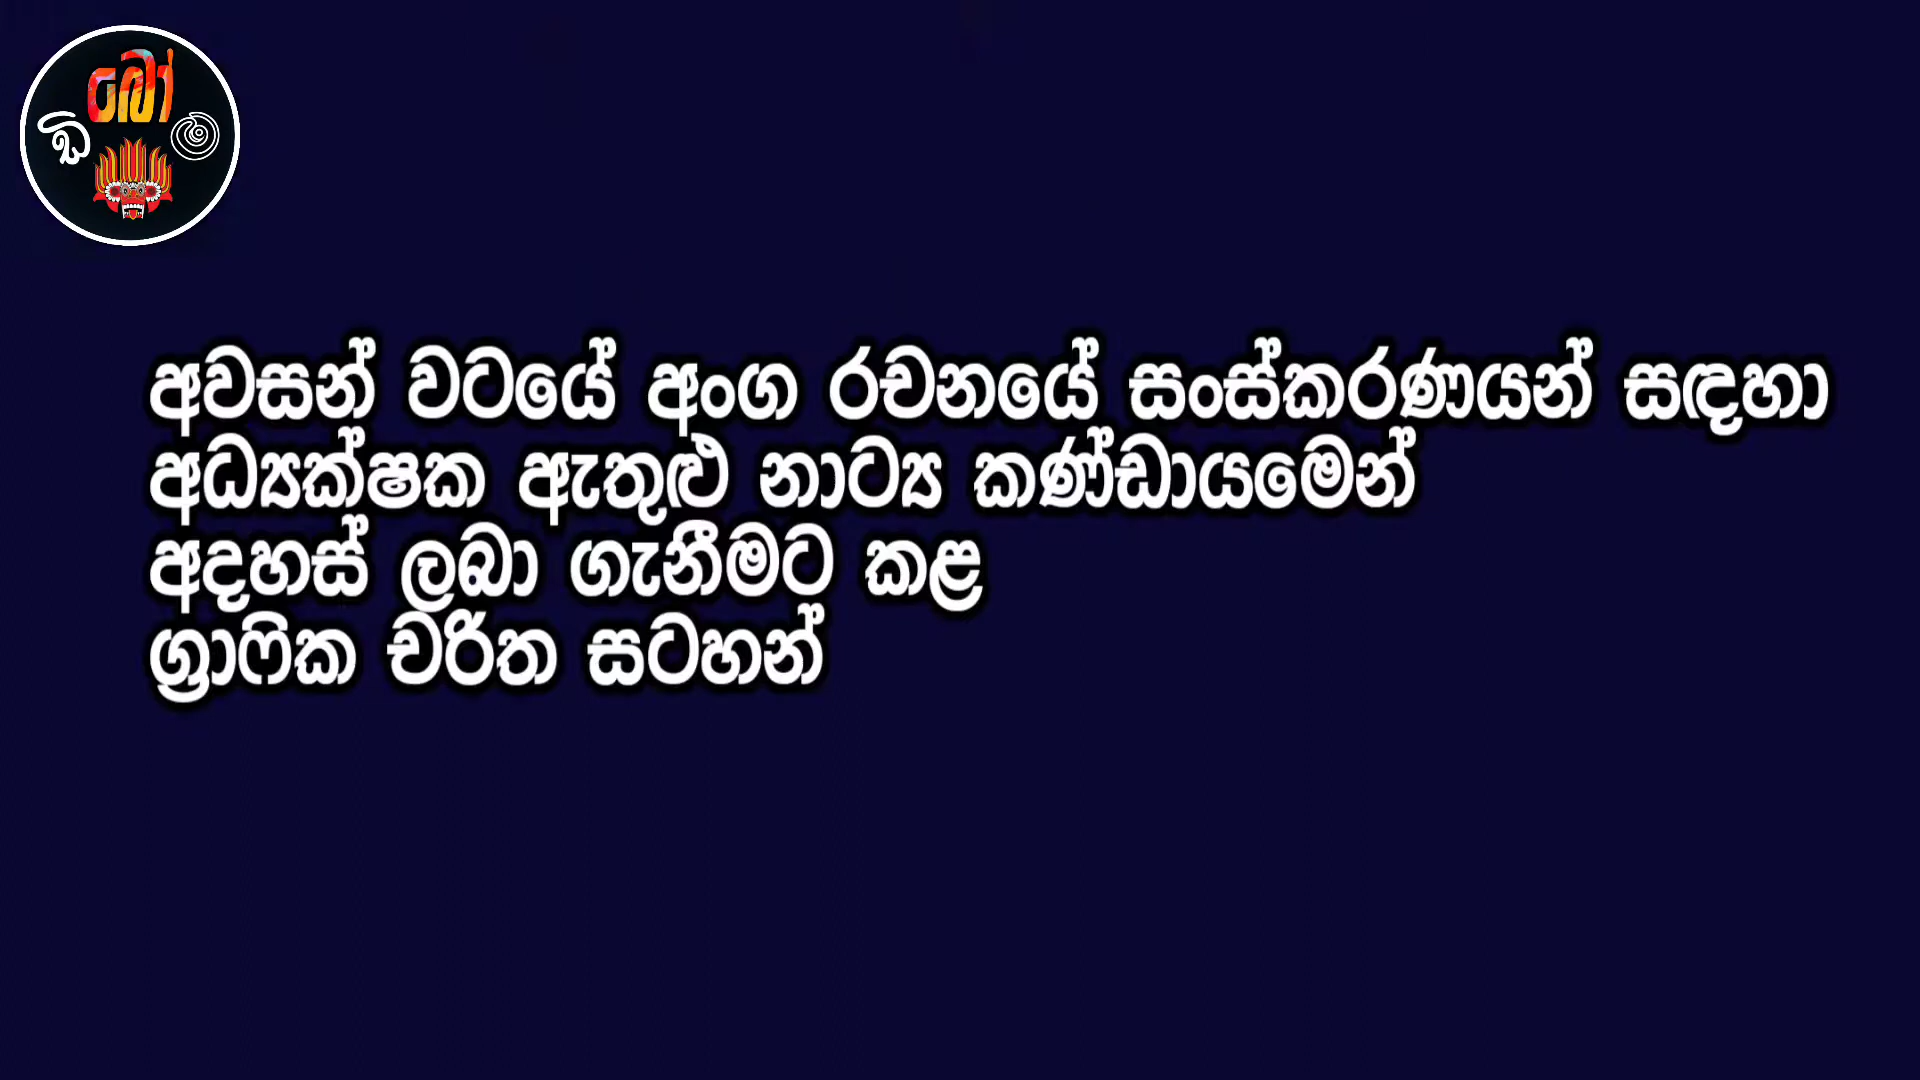 අවසන් වටයේ අංග රචනයේ සංස්කරණයන් සඳහා
අධ්‍යක්ෂක ඇතුළු නාට්‍ය කණ්ඩායමෙන්
අදහස් ලබා ගැනීමට කළ
ග්‍රාෆික චරිත සටහන්